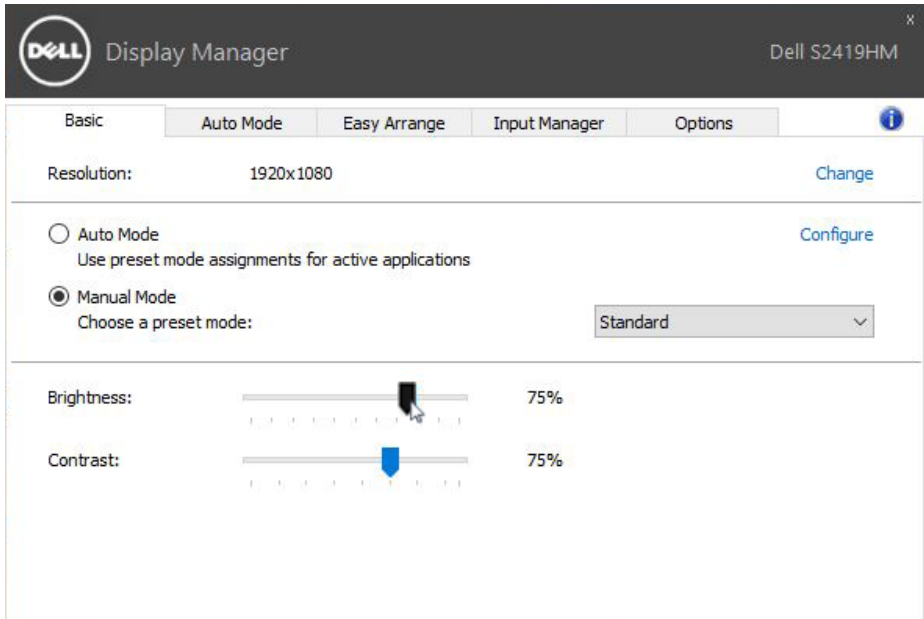 DELL Display Manager
x
Dell S2419HM
Basic Auto Mode Easy Arrange Input Manager Options i
Resolution: 1920x1080 Change
Auto Mode Configure
Use preset mode assignments for active applications
Manual Mode
Choose a preset mode: Standard
Brightness: 75%
Contrast: 75%